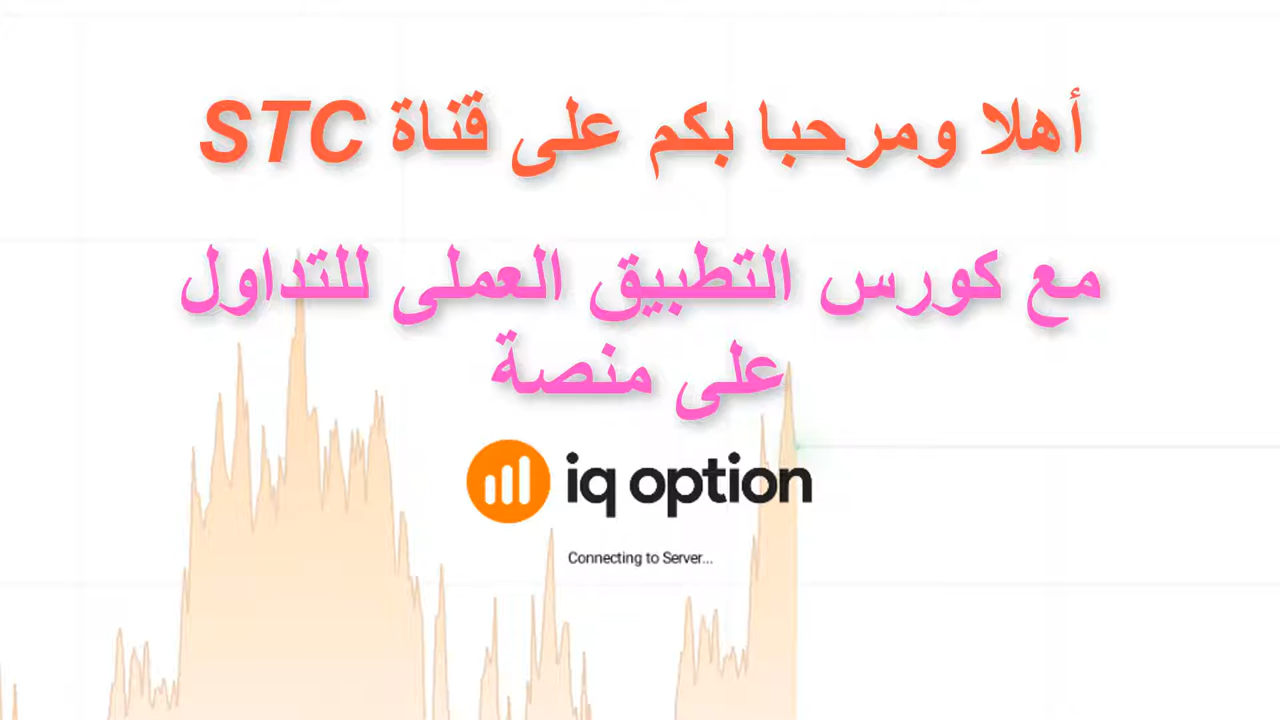 أهلا ومرحبا بكم على قناة STC
مع كورس التطبيق العملى للتداول
على منصة
iq option
Connecting to Server...